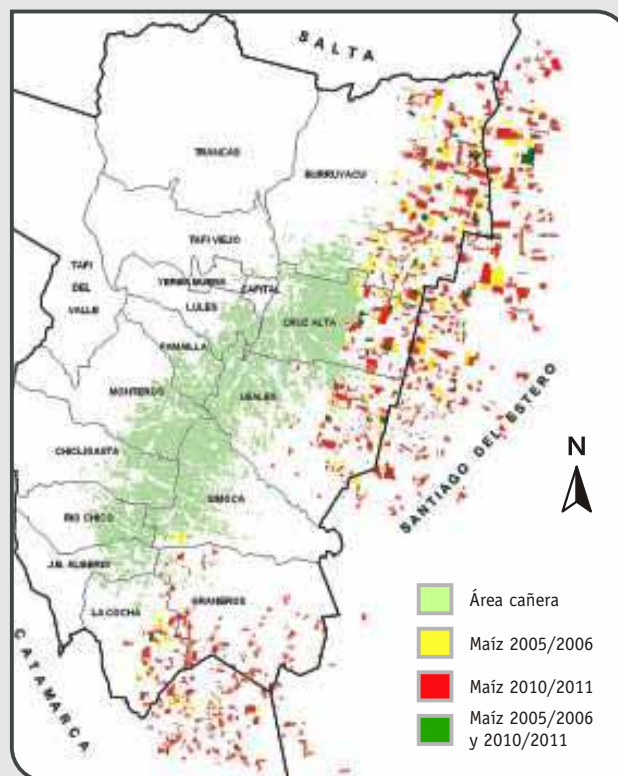 SALTA
TRANCAS
BURRUYACU
TAFI VIEJO
TAFI
DEL
VALLE
YERBA BUENA
CAPITAL
LULES
CRUZ ALTA
FAMAILLA
LEALES
MONTEROS
CHICLIGASTA
SIMOCA
RIO CHICO
J.B. ALBERDI
LA COCHA
GRANEROS
SANTIAGO DEL ESTERO
CATAMARCA
N
Área cañera
Maíz 2005/2006
Maíz 2010/2011
Maíz 2005/2006
y 2010/2011